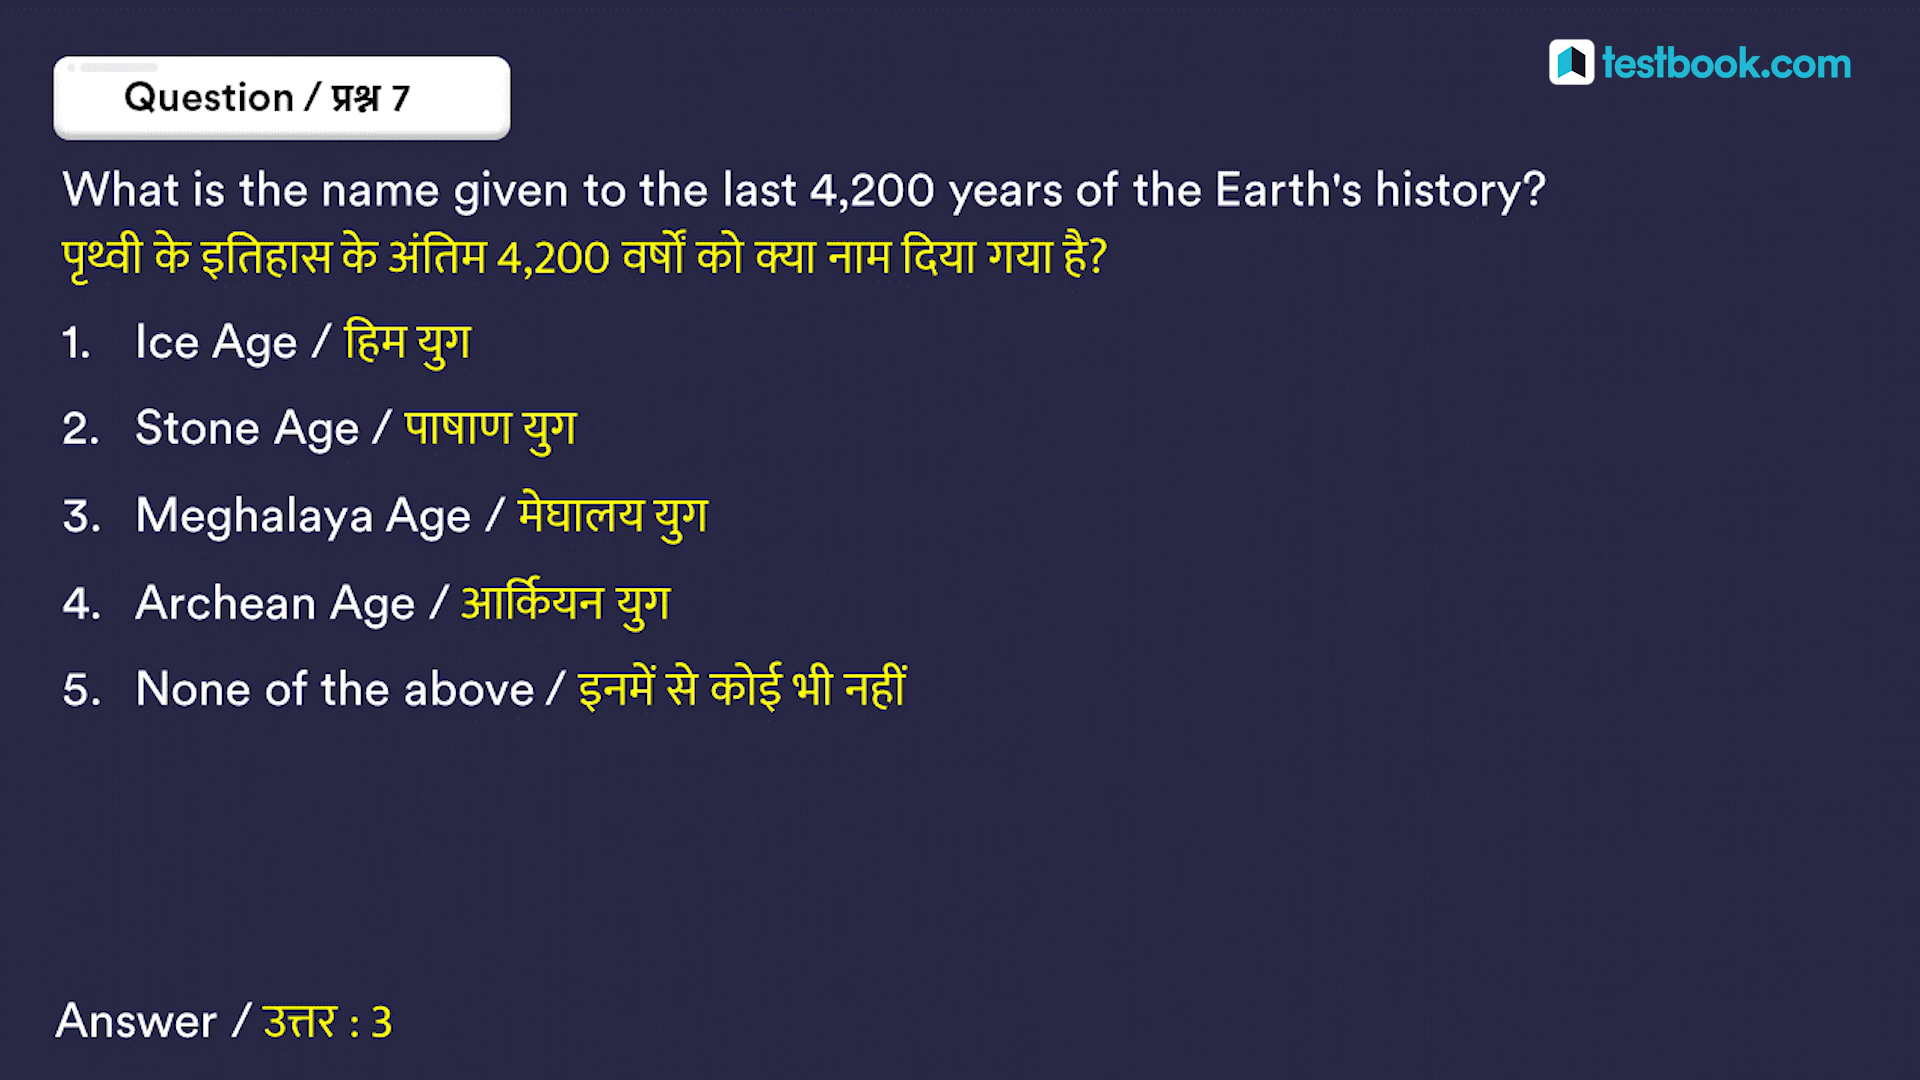 testbook.com
Question / प्रश्न 7
What is the name given to the last 4,200 years of the Earth's history?
पृथ्वी के इतिहास के अंतिम 4,200 वर्षों को क्या नाम दिया गया है?
1. Ice Age / हिम युग
2. Stone Age / पाषाण युग
3. Meghalaya Age / मेघालय युग
4. Archean Age / आर्कियन युग
5. None of the above / इनमें से कोई भी नहीं
Answer / उत्तर : 3